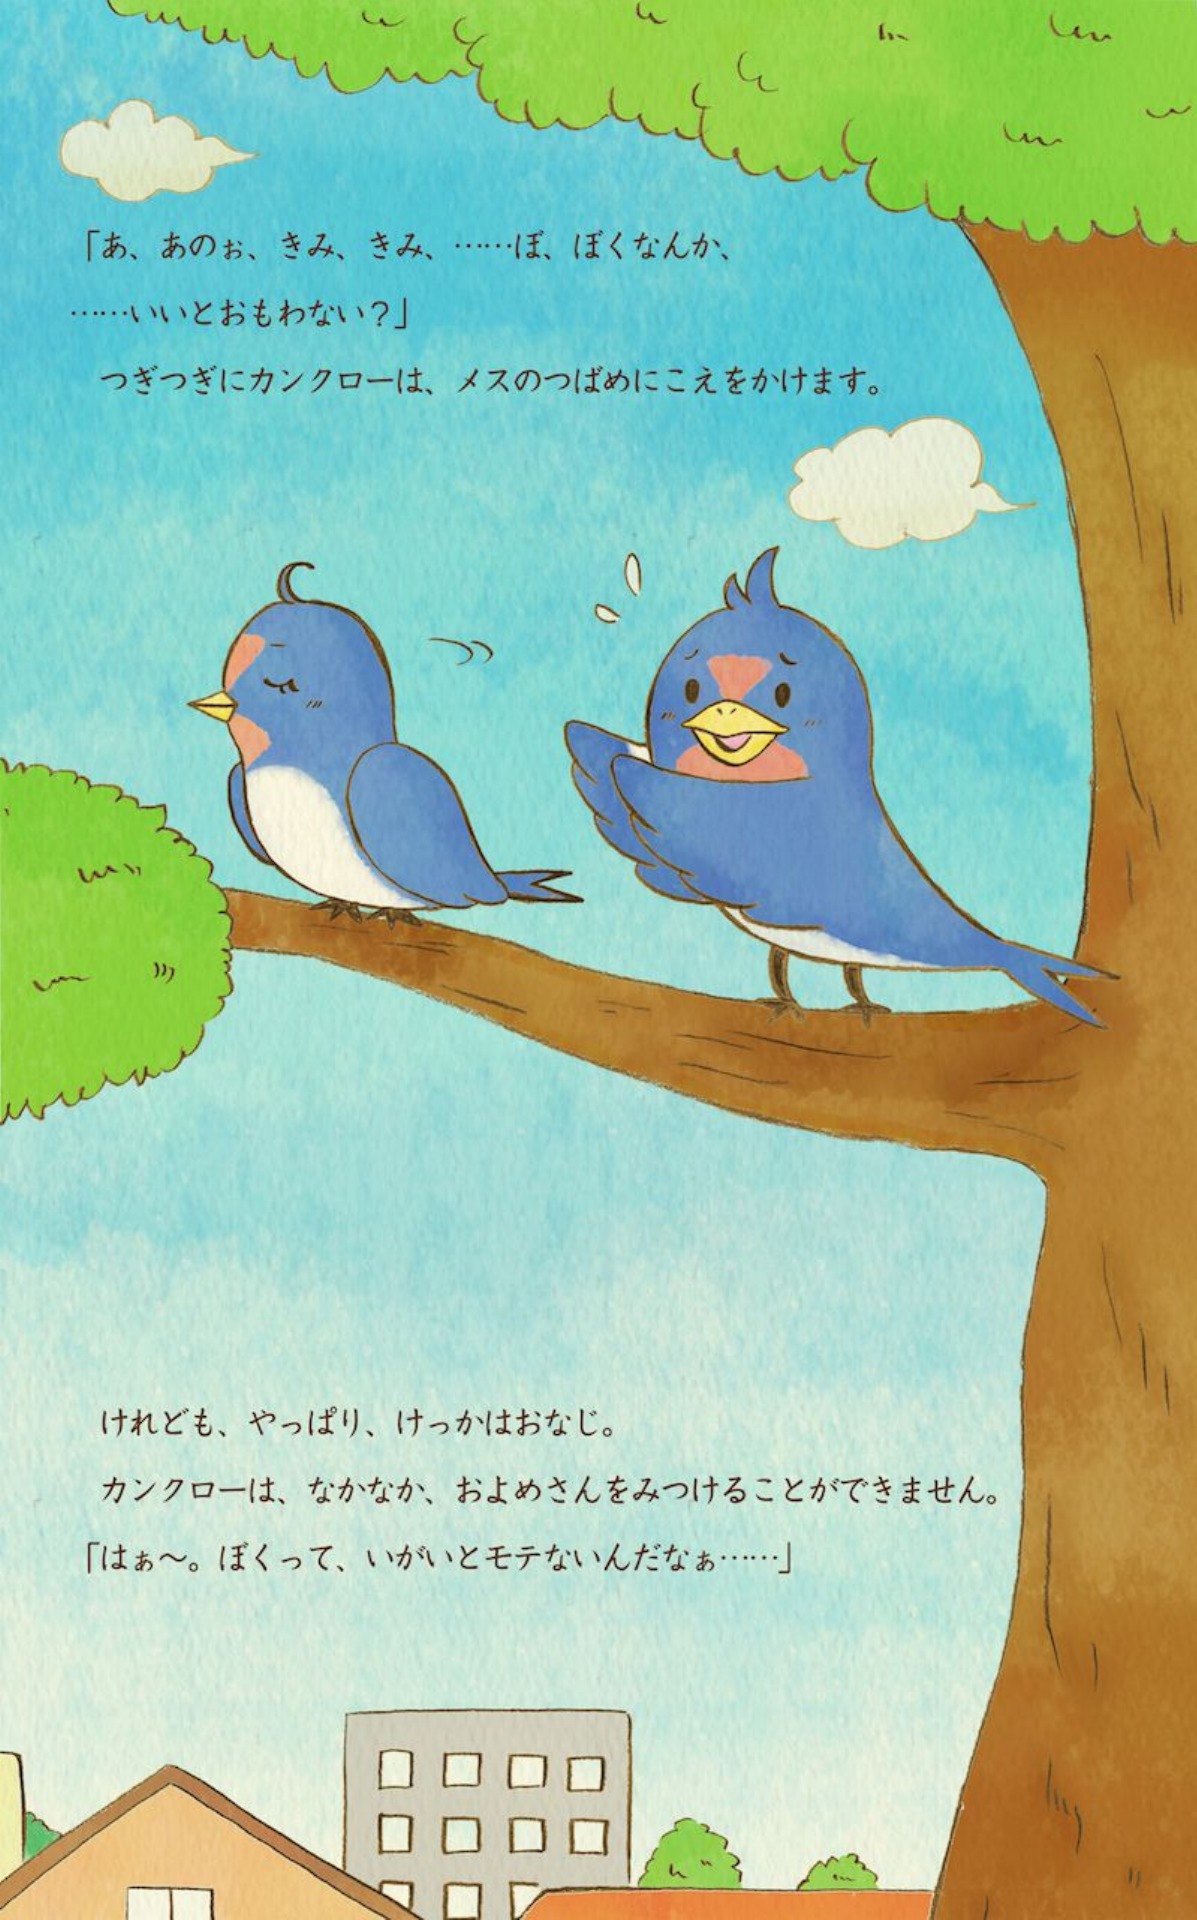 「あ、あのぉ、きみ、きみ、……ぼ、ぼくなんか、
……いいとおもわない？」
つぎつぎにカンクローは、メスのつばめにこえをかけます。
けれども、やっぱり、けっかはおなじ。
カンクローは、なかなか、およめさんをみつけることができません。
「はぁ〜。ぼくって、いがいとモテないんだなぁ……」